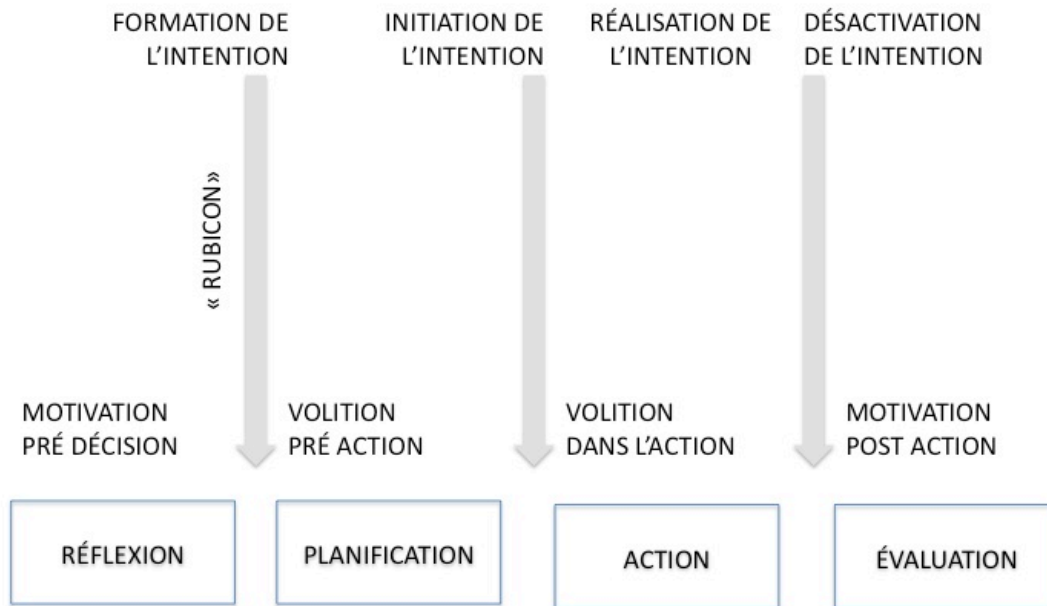 FORMATION DE
L’INTENTION
INITIATION DE
L’INTENTION
RÉALISATION DE
L’INTENTION
DÉSACTIVATION
DE L’INTENTION
« RUBICON»
MOTIVATION
PRÉ DÉCISION
VOLITION
PRÉ ACTION
VOLITION
DANS L’ACTION
MOTIVATION
POST ACTION
RÉFLEXION
PLANIFICATION
ACTION
ÉVALUATION